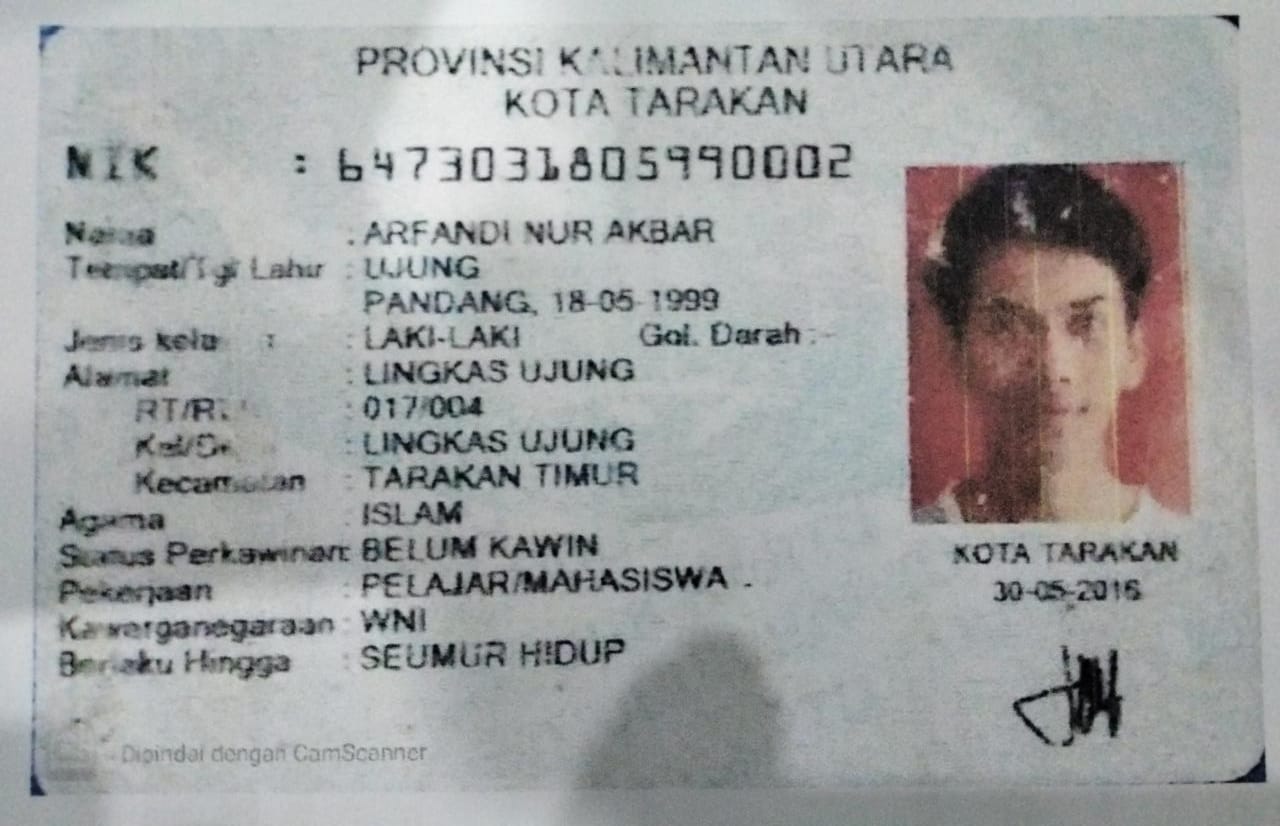 PROVINSI KALIMANTAN UTARA
KOTA TARAKAN
NIK : 6473031805990002
Nama : ARFANDI NUR AKBAR
Tempat/Tgl Lahir : UJUNG
PANDANG, 18-05-1999
Jenis kela : : LAKI-LAKI Gol. Darah : -
Alamat : LINGKAS UJUNG
RT/RW : 017/004
Kel/De : LINGKAS UJUNG
Kecamatan : TARAKAN TIMUR
Agama : ISLAM
Status Perkawinan: BELUM KAWIN
Pekerjaan : PELAJAR/MAHASISWA
Kewarganegaraan : WNI
Berlaku Hingga : SEUMUR HIDUP
KOTA TARAKAN
30-05-2016
Dipindai dengan CamScanner